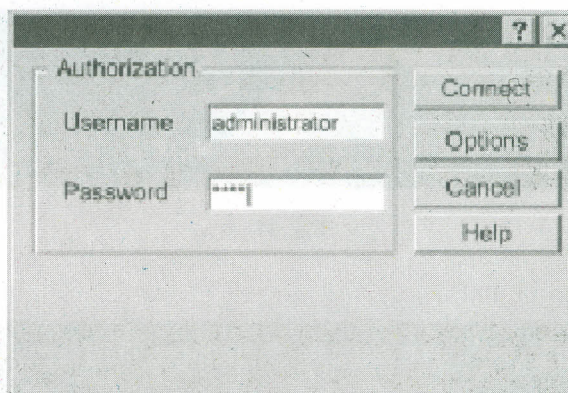 Authorization
Username administrator
Password ****
Connect
Options
Cancel
Help